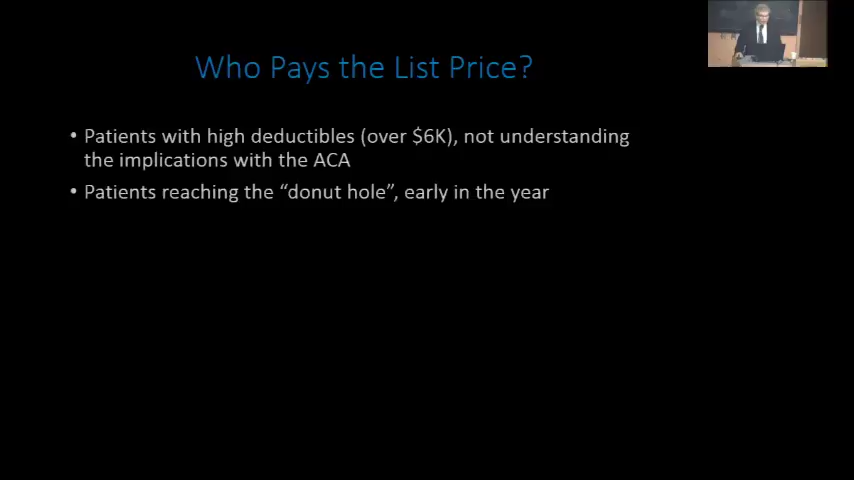 Who Pays the List Price?
• Patients with high deductibles (over $6K), not understanding
the implications with the ACA
• Patients reaching the “donut hole”, early in the year